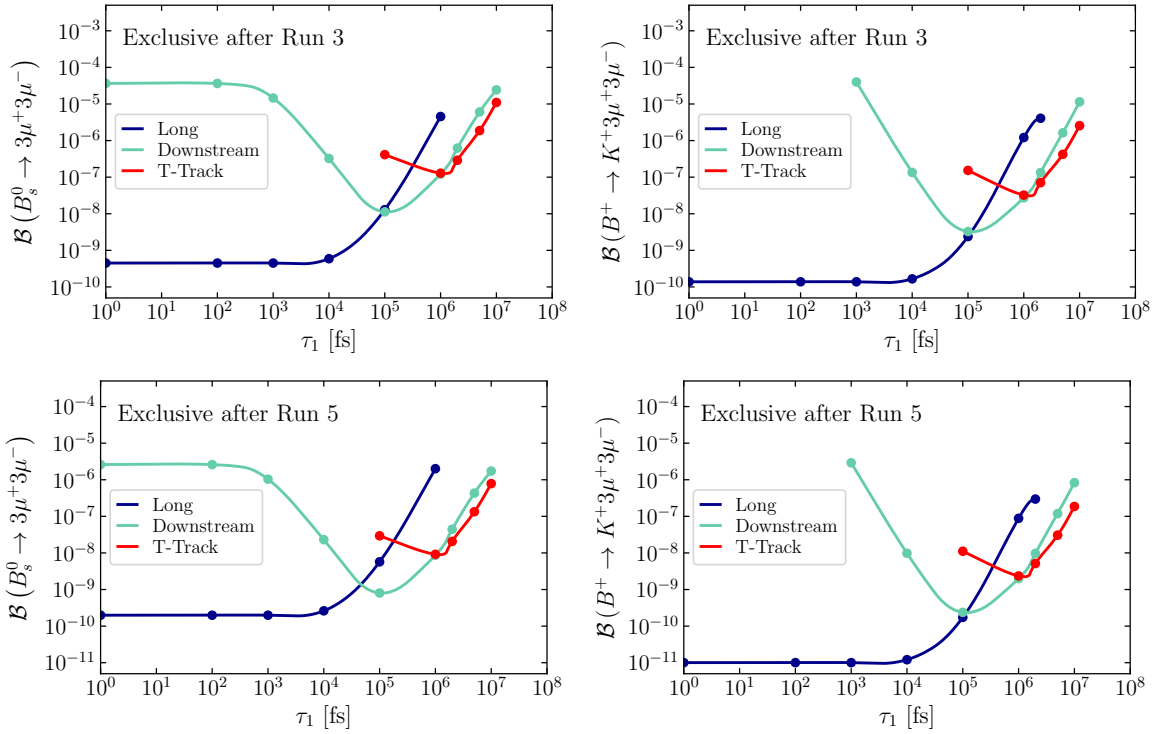 Exclusive after Run 3
Long
Downstream
T-Track
10⁻³
10⁻⁴
10⁻⁵
10⁻⁶
10⁻⁷
10⁻⁸
10⁻⁹
10⁻¹⁰
10⁰ 10¹ 10² 10³ 10⁴ 10⁵ 10⁶ 10⁷ 10⁸
τ₁ [fs]
ℬ (B⁰ₛ → 3μ⁺3μ⁻)
Exclusive after Run 3
Long
Downstream
T-Track
10⁻³
10⁻⁴
10⁻⁵
10⁻⁶
10⁻⁷
10⁻⁸
10⁻⁹
10⁻¹⁰
10⁰ 10¹ 10² 10³ 10⁴ 10⁵ 10⁶ 10⁷ 10⁸
τ₁ [fs]
ℬ (B⁺ → K⁺3μ⁺3μ⁻)
Exclusive after Run 5
Long
Downstream
T-Track
10⁻⁴
10⁻⁵
10⁻⁶
10⁻⁷
10⁻⁸
10⁻⁹
10⁻¹⁰
10⁻¹¹
10⁰ 10¹ 10² 10³ 10⁴ 10⁵ 10⁶ 10⁷ 10⁸
τ₁ [fs]
ℬ (B⁰ₛ → 3μ⁺3μ⁻)
Exclusive after Run 5
Long
Downstream
T-Track
10⁻⁴
10⁻⁵
10⁻⁶
10⁻⁷
10⁻⁸
10⁻⁹
10⁻¹⁰
10⁻¹¹
10⁰ 10¹ 10² 10³ 10⁴ 10⁵ 10⁶ 10⁷ 10⁸
τ₁ [fs]
ℬ (B⁺ → K⁺3μ⁺3μ⁻)